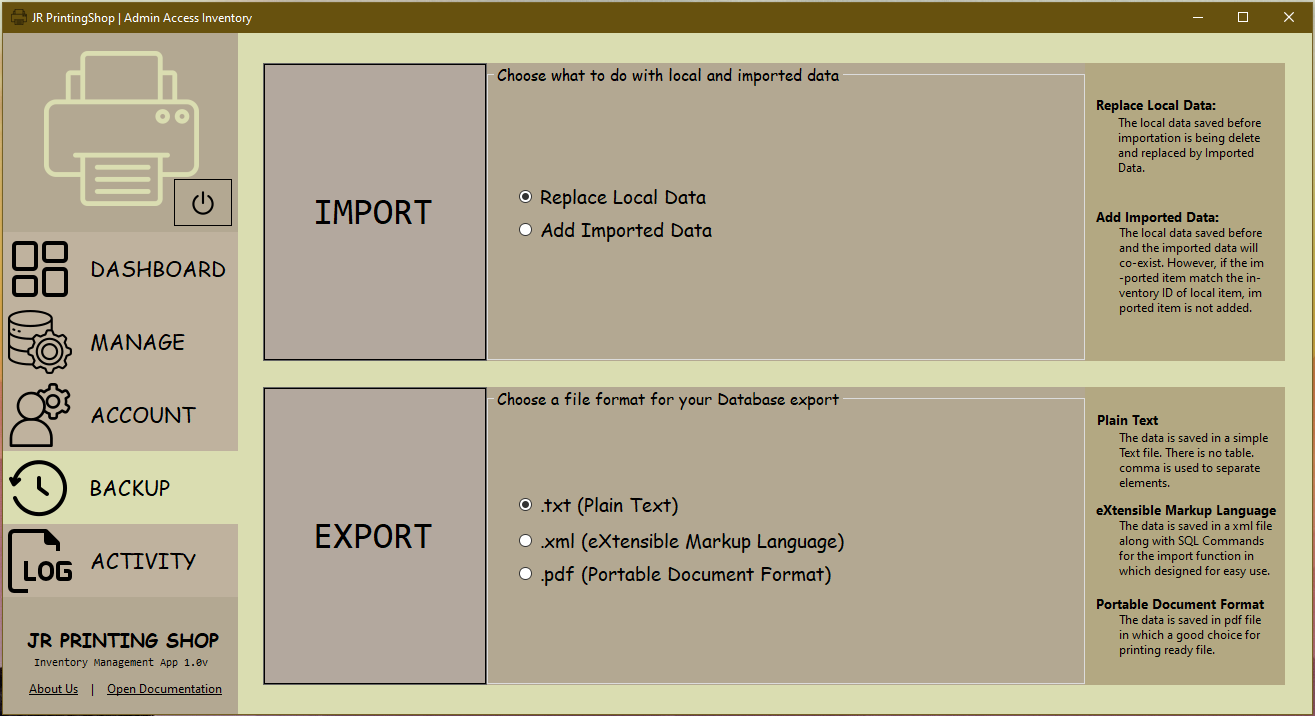 JR PrintingShop | Admin Access Inventory
DASHBOARD
MANAGE
ACCOUNT
BACKUP
LOG
ACTIVITY
JR PRINTING SHOP
Inventory Management App 1.0v
About Us | Open Documentation
IMPORT
Choose what to do with local and imported data
Replace Local Data
Add Imported Data
Replace Local Data:
The local data saved before
importation is being delete
and replaced by Imported
Data.
Add Imported Data:
The local data saved before
and the imported data will
co-exist. However, if the im
-ported item match the in-
ventory ID of local item, im
ported item is not added.
EXPORT
Choose a file format for your Database export
.txt (Plain Text)
.xml (eXtensible Markup Language)
.pdf (Portable Document Format)
Plain Text
The data is saved in a simple
Text file. There is no table.
comma is used to separate
elements.
eXtensible Markup Language
The data is saved in a xml file
along with SQL Commands
for the import function in
which designed for easy use.
Portable Document Format
The data is saved in pdf file
in which a good choice for
printing ready file.